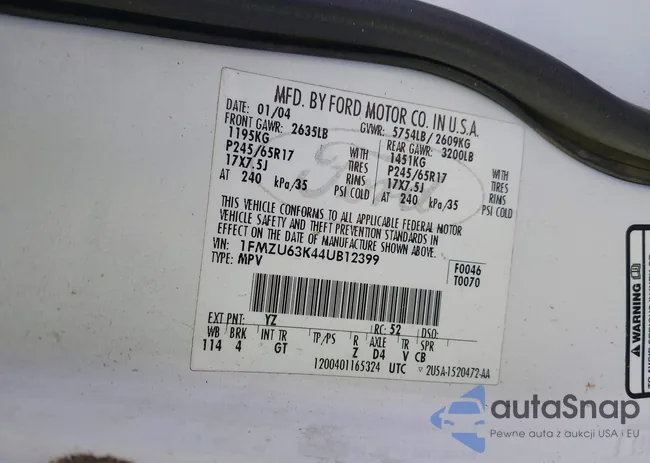 MFD. BY FORD MOTOR CO. IN U.S.A.
DATE: 01/04 GVWR: 5754LB/2609KG
FRONT GAWR: 2635LB REAR GAWR: 3200LB
1195KG WITH 1451KG WITH
P245/65R17 TIRES P245/65R17 TIRES
17X7.5J RIMS 17X7.5J RIMS
AT 240 kPa/35 PSI COLD AT 240 kPa/35 PSI COLD
THIS VEHICLE CONFORMS TO ALL APPLICABLE FEDERAL MOTOR
VEHICLE SAFETY AND THEFT PREVENTION STANDARDS IN
EFFECT ON THE DATE OF MANUFACTURE SHOWN ABOVE.
VIN: 1FMZU63K44UB12399
TYPE: MPV
F0046
T0070
EXT PNT: YZ RC: 52 DSO:
WB BRK INT TR TP/PS R AXLE TR SPR
114 4 GT Z D4 V CB
1200401165324 UTC 2U5A-1520472-AA
Ford
WARNING
autaSnap
Pewne auta z aukcji USA i EU